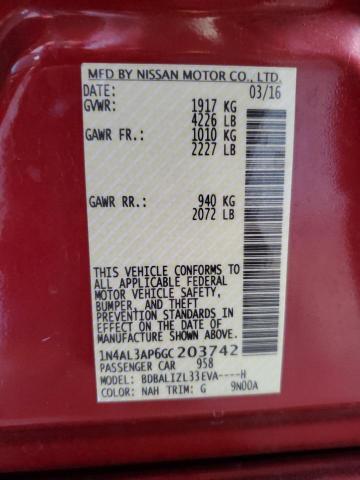 MFD BY NISSAN MOTOR CO., LTD.
DATE: 03/16
GVWR: 1917 KG
4226 LB
GAWR FR.: 1010 KG
2227 LB
GAWR RR.: 940 KG
2072 LB
THIS VEHICLE CONFORMS TO
ALL APPLICABLE FEDERAL
MOTOR VEHICLE SAFETY,
BUMPER, AND THEFT
PREVENTION STANDARDS IN
EFFECT ON THE DATE OF
MANUFACTURE SHOWN ABOVE.
1N4AL3AP6GC203742
PASSENGER CAR 958
MODEL: BDBALIZL33EVA----H
COLOR: NAH TRIM: G 9N00A